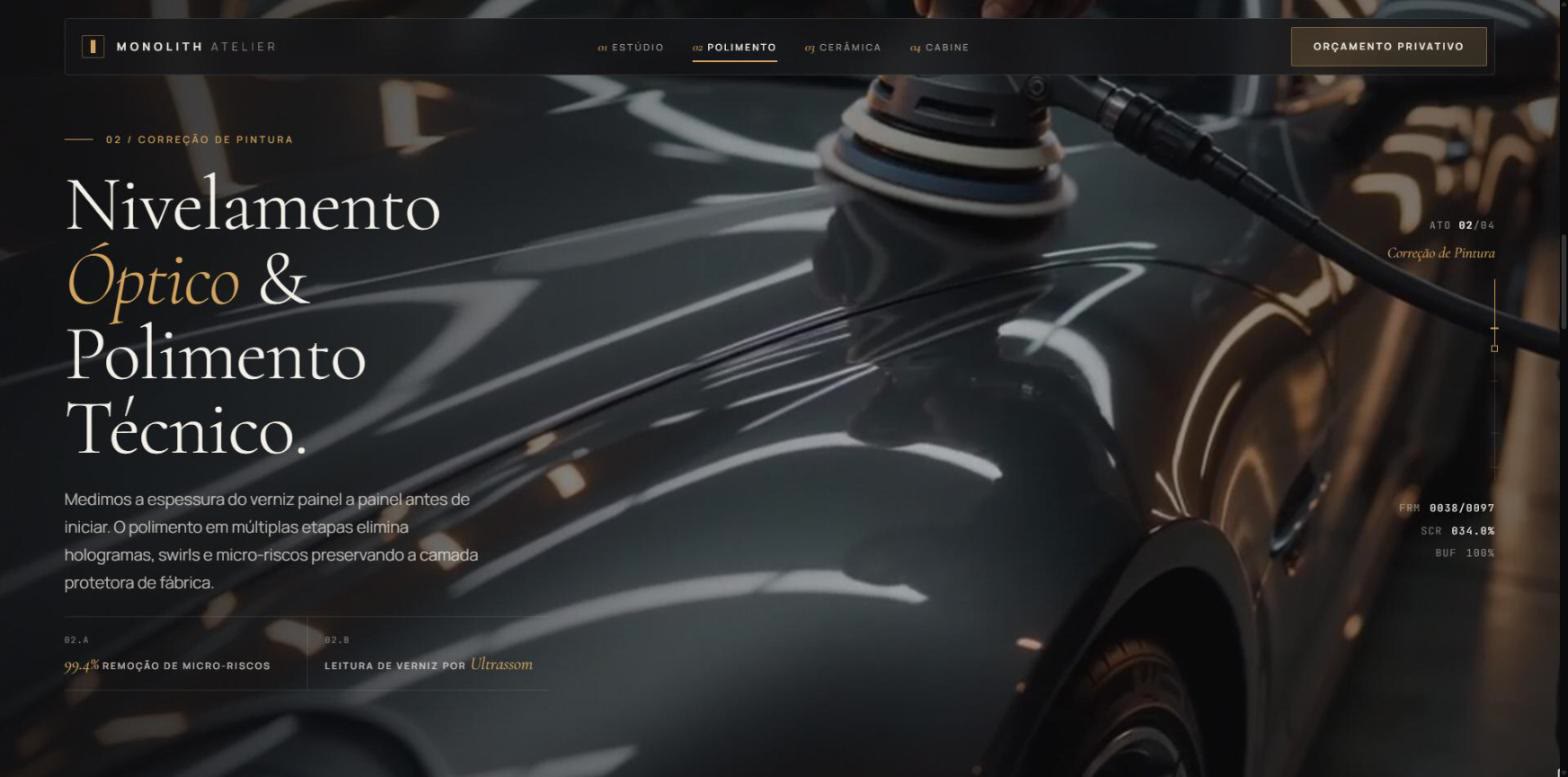 MONOLITH ATELIER
01 ESTÚDIO
02 POLIMENTO
03 CERÂMICA
04 CABINE
ORÇAMENTO PRIVATIVO
02 / CORREÇÃO DE PINTURA
Nivelamento
Óptico &
Polimento
Técnico.
Medimos a espessura do verniz painel a painel antes de
iniciar. O polimento em múltiplas etapas elimina
hologramas, swirls e micro-riscos preservando a camada
protetora de fábrica.
02.A
99.4% REMOÇÃO DE MICRO-RISCOS
02.B
LEITURA DE VERNIZ POR Ultrassom
ATO 02/04
Correção de Pintura
FRM 0038/0097
SCR 034.0%
BUF 100%